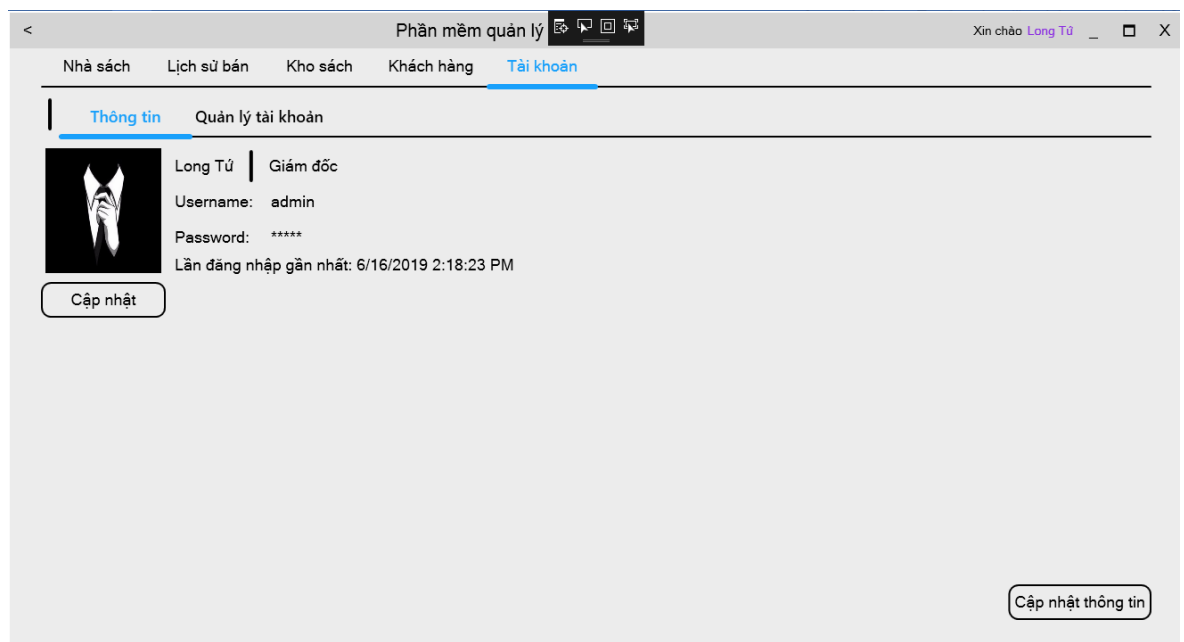 < Phần mềm quản lý Xin chào Long Tứ _ X
Nhà sách Lịch sử bán Kho sách Khách hàng Tài khoản
Thông tin Quản lý tài khoản
Long Tứ Giám đốc
Username: admin
Password: *****
Lần đăng nhập gần nhất: 6/16/2019 2:18:23 PM
Cập nhật
Cập nhật thông tin